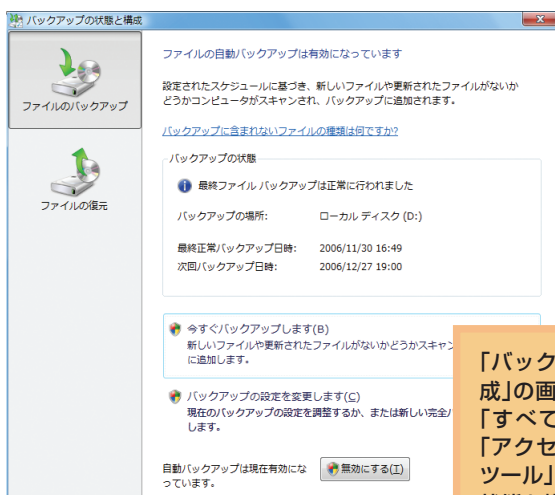 バックアップの状態と構成
ファイルのバックアップ
ファイルの復元
ファイルの自動バックアップは有効になっています
設定されたスケジュールに基づき、新しいファイルや更新されたファイルがないか
どうかコンピュータがスキャンされ、バックアップに追加されます。
バックアップに含まれないファイルの種類は何ですか?
バックアップの状態
最終ファイル バックアップは正常に行われました
バックアップの場所: ローカル ディスク (D:)
最終正常バックアップ日時: 2006/11/30 16:49
次回バックアップ日時: 2006/12/27 19:00
今すぐバックアップします(B)
新しいファイルや更新されたファイルがないかどうかスキャン
に追加します。
バックアップの設定を変更します(C)
現在のバックアップの設定を調整するか、または新しい完全
します。
自動バックアップは現在有効にな
っています。
無効にする(I)
「バック
成」の画
「すべて
「アクセ
ツール」